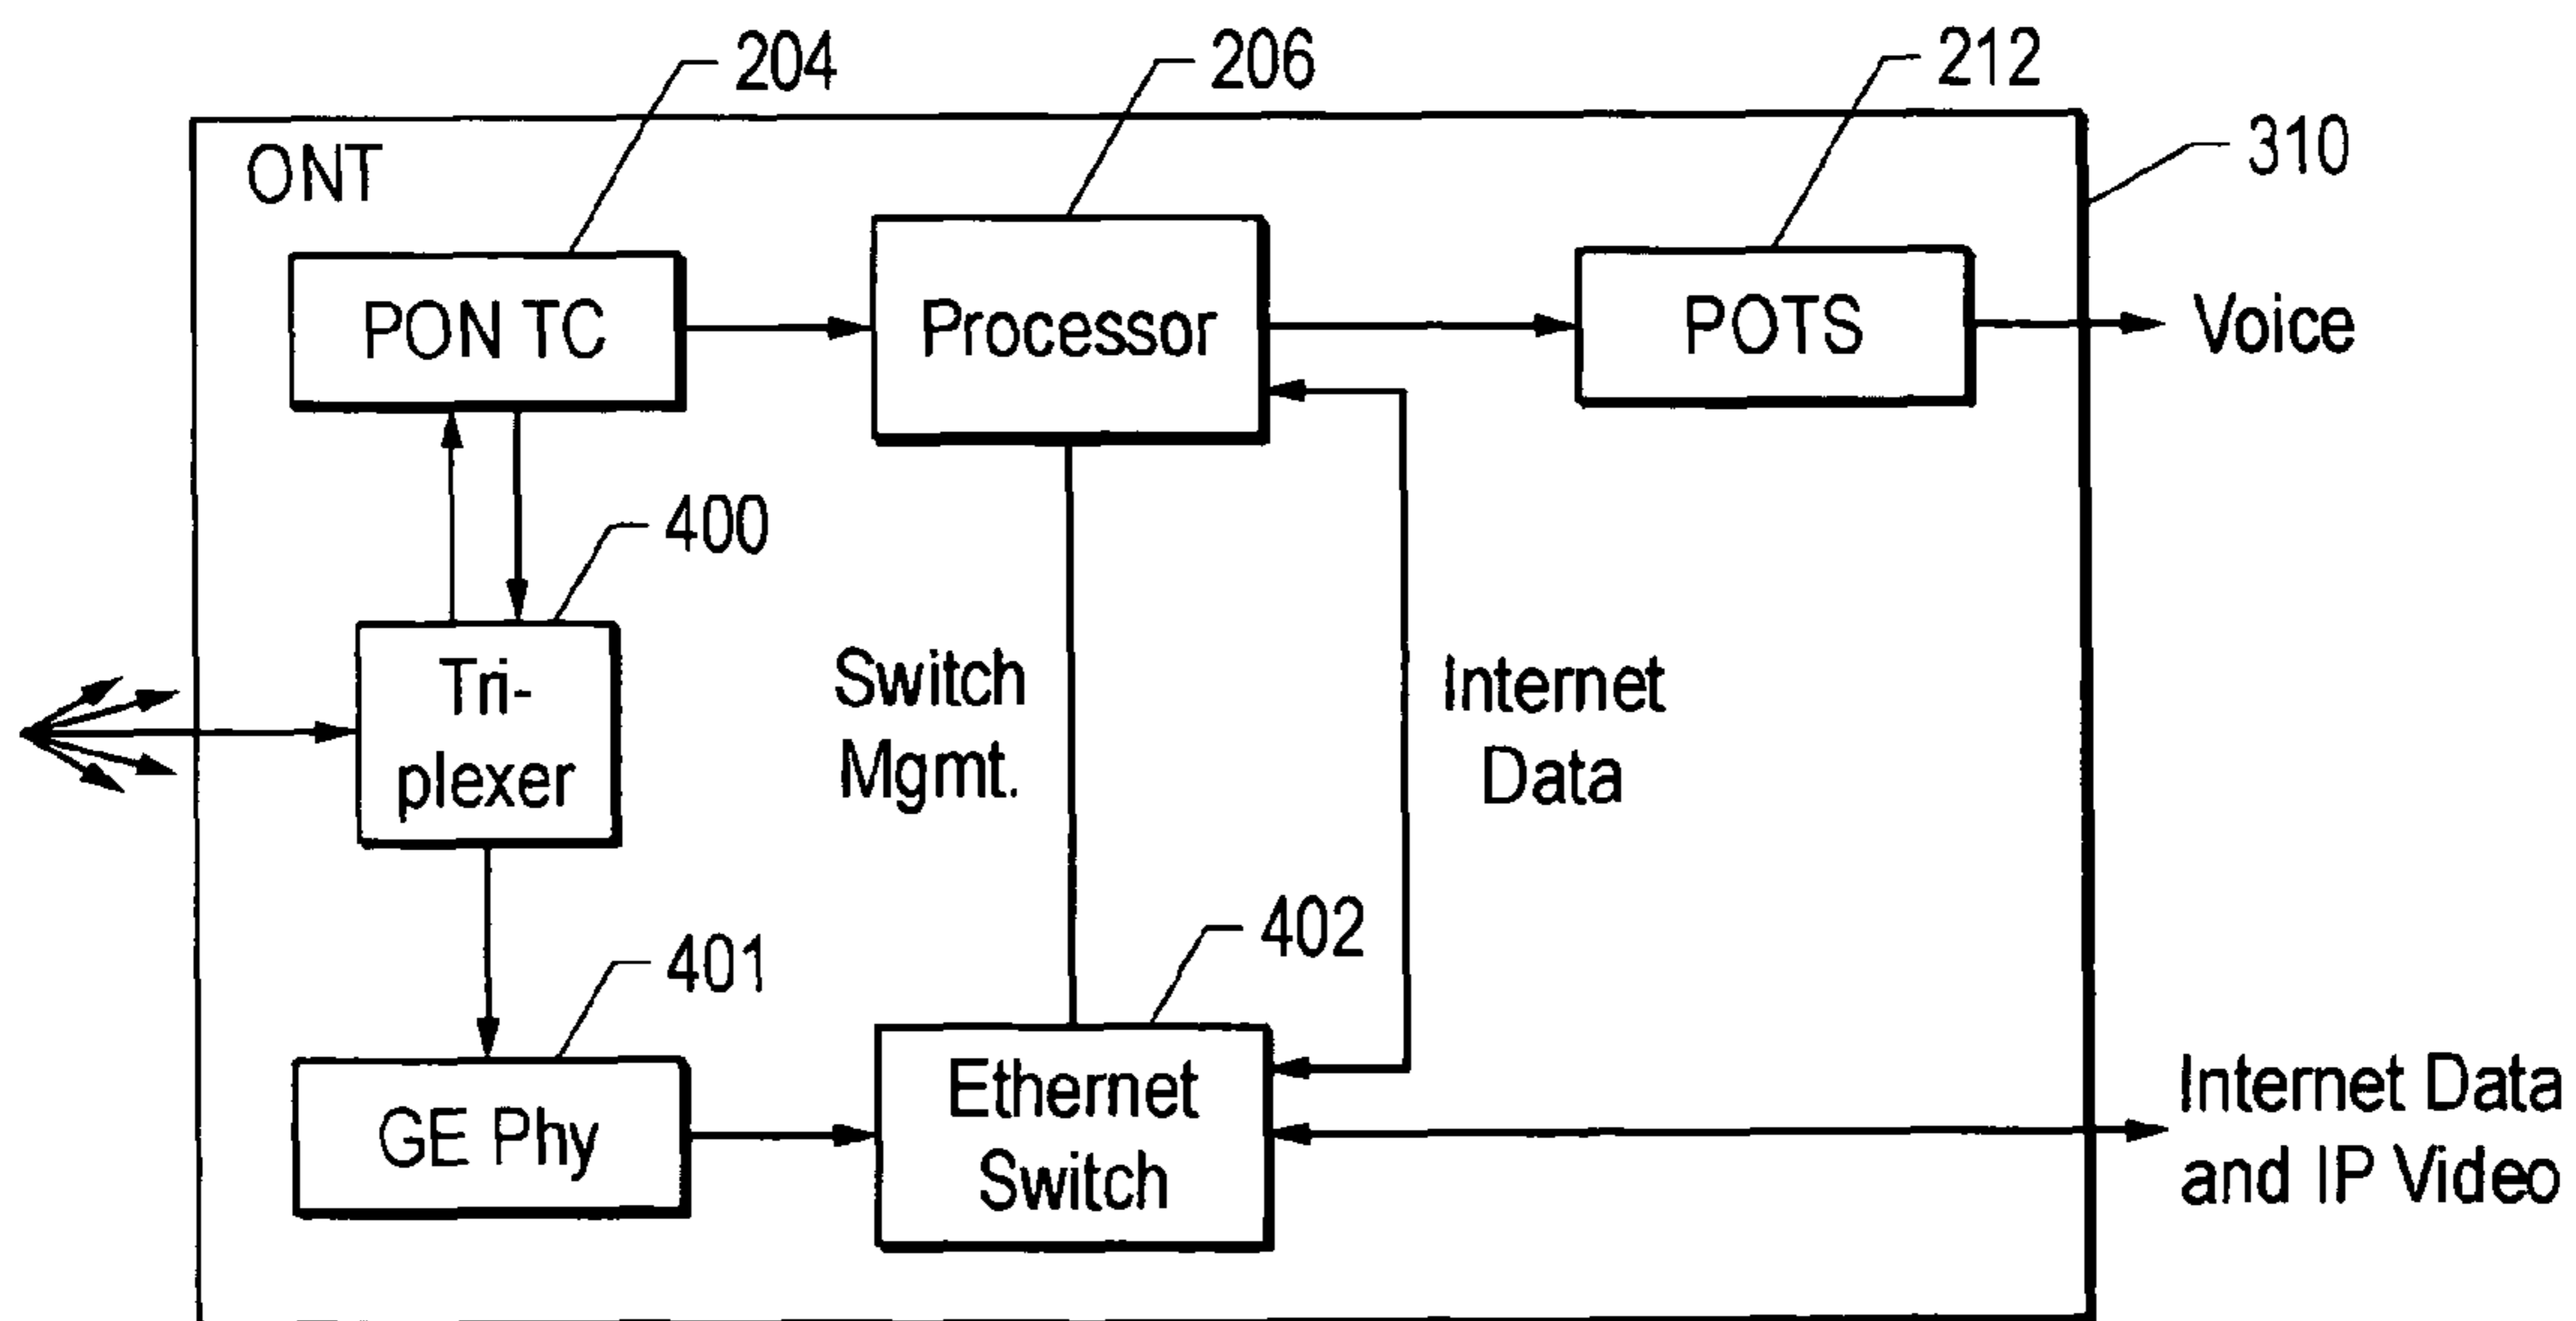 204
206
212
310
ONT
PON TC
Processor
POTS
Voice
400
Tri-
plexer
Switch
Mgmt.
Internet
Data
401
402
GE Phy
Ethernet
Switch
Internet Data
and IP Video